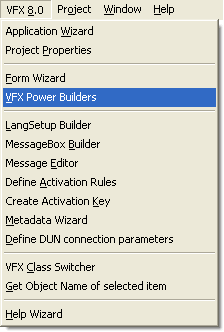 VFX 8.0 Project Window Help
Application Wizard
Project Properties
Form Wizard
VFX Power Builders
LangSetup Builder
MessageBox Builder
Message Editor
Define Activation Rules
Create Activation Key
Metadata Wizard
Define DUN connection parameters
VFX Class Switcher
Get Object Name of selected item
Help Wizard